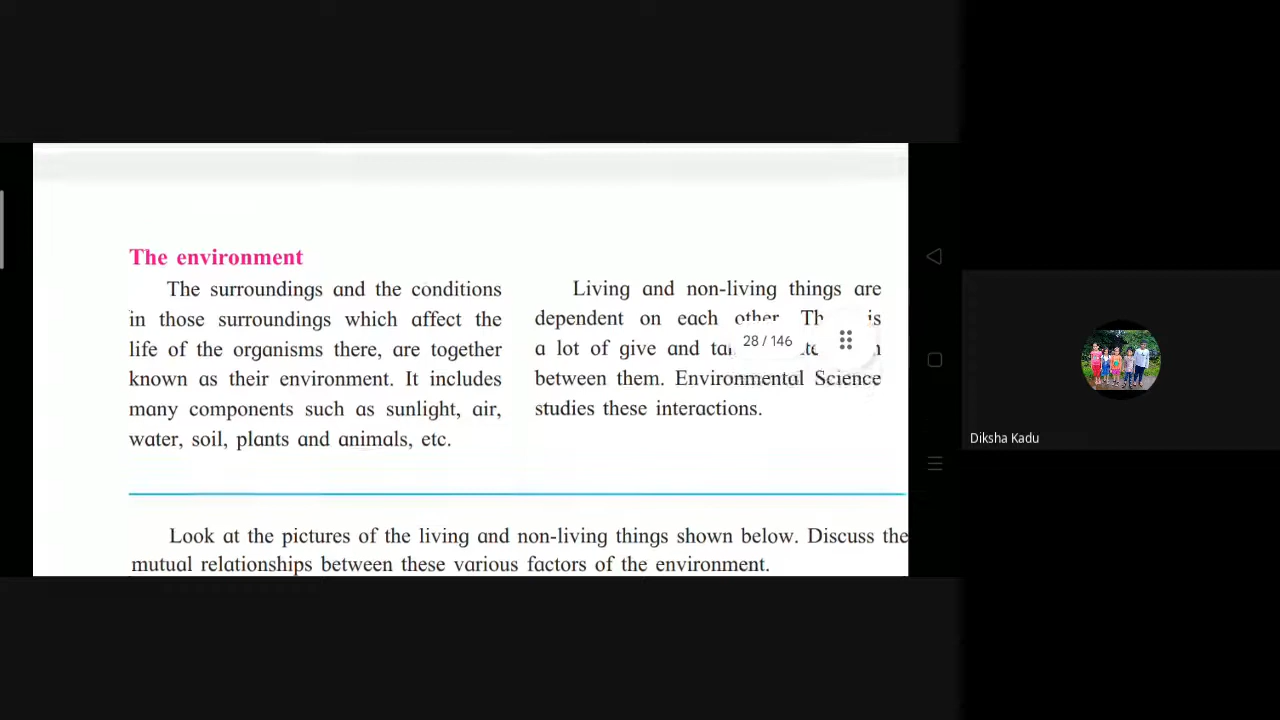 The environment
The surroundings and the conditions
in those surroundings which affect the
life of the organisms there, are together
known as their environment. It includes
many components such as sunlight, air,
water, soil, plants and animals, etc.
Living and non-living things are
dependent on each other. Th is
a lot of give and
between them. Environmental Science
studies these interactions.
28 / 146
Look at the pictures of the living and non-living things shown below. Discuss the
mutual relationships between these various factors of the environment.
Diksha Kadu